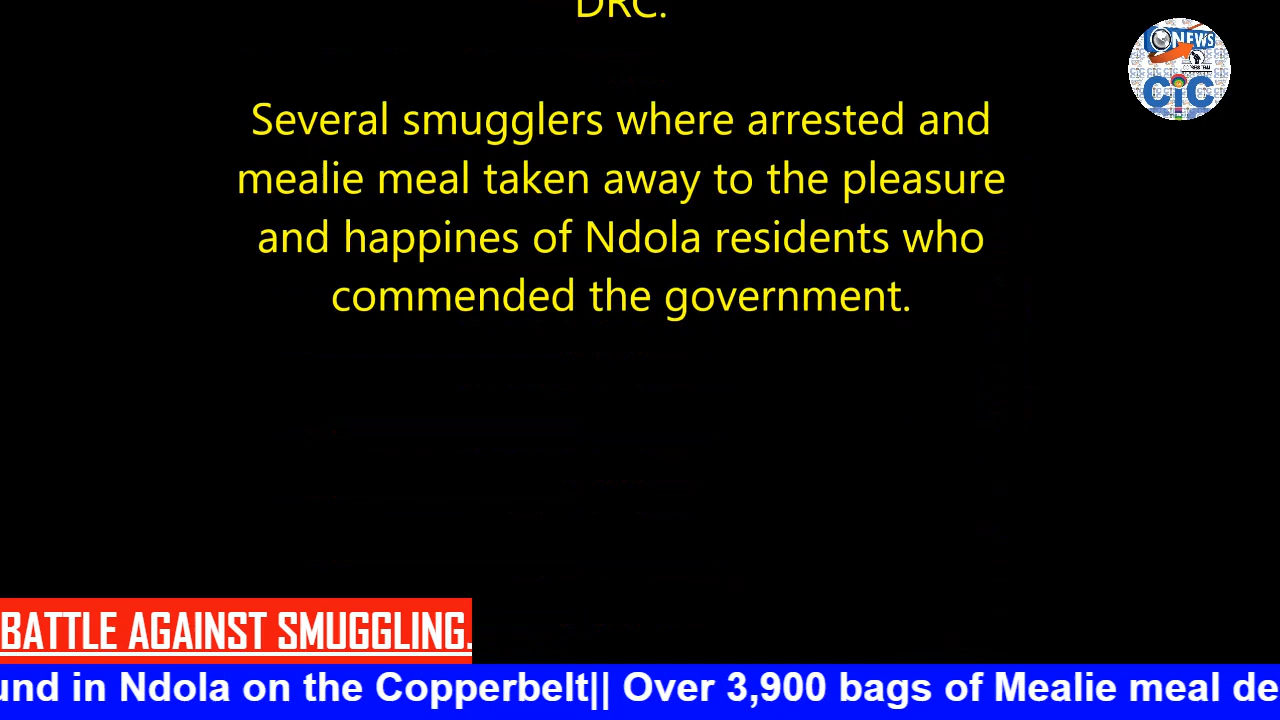 DRC.
Several smugglers where arrested and
mealie meal taken away to the pleasure
and happines of Ndola residents who
commended the government.
NEWS
CiC
BATTLE AGAINST SMUGGLING.
und in Ndola on the Copperbelt|| Over 3,900 bags of Mealie meal de